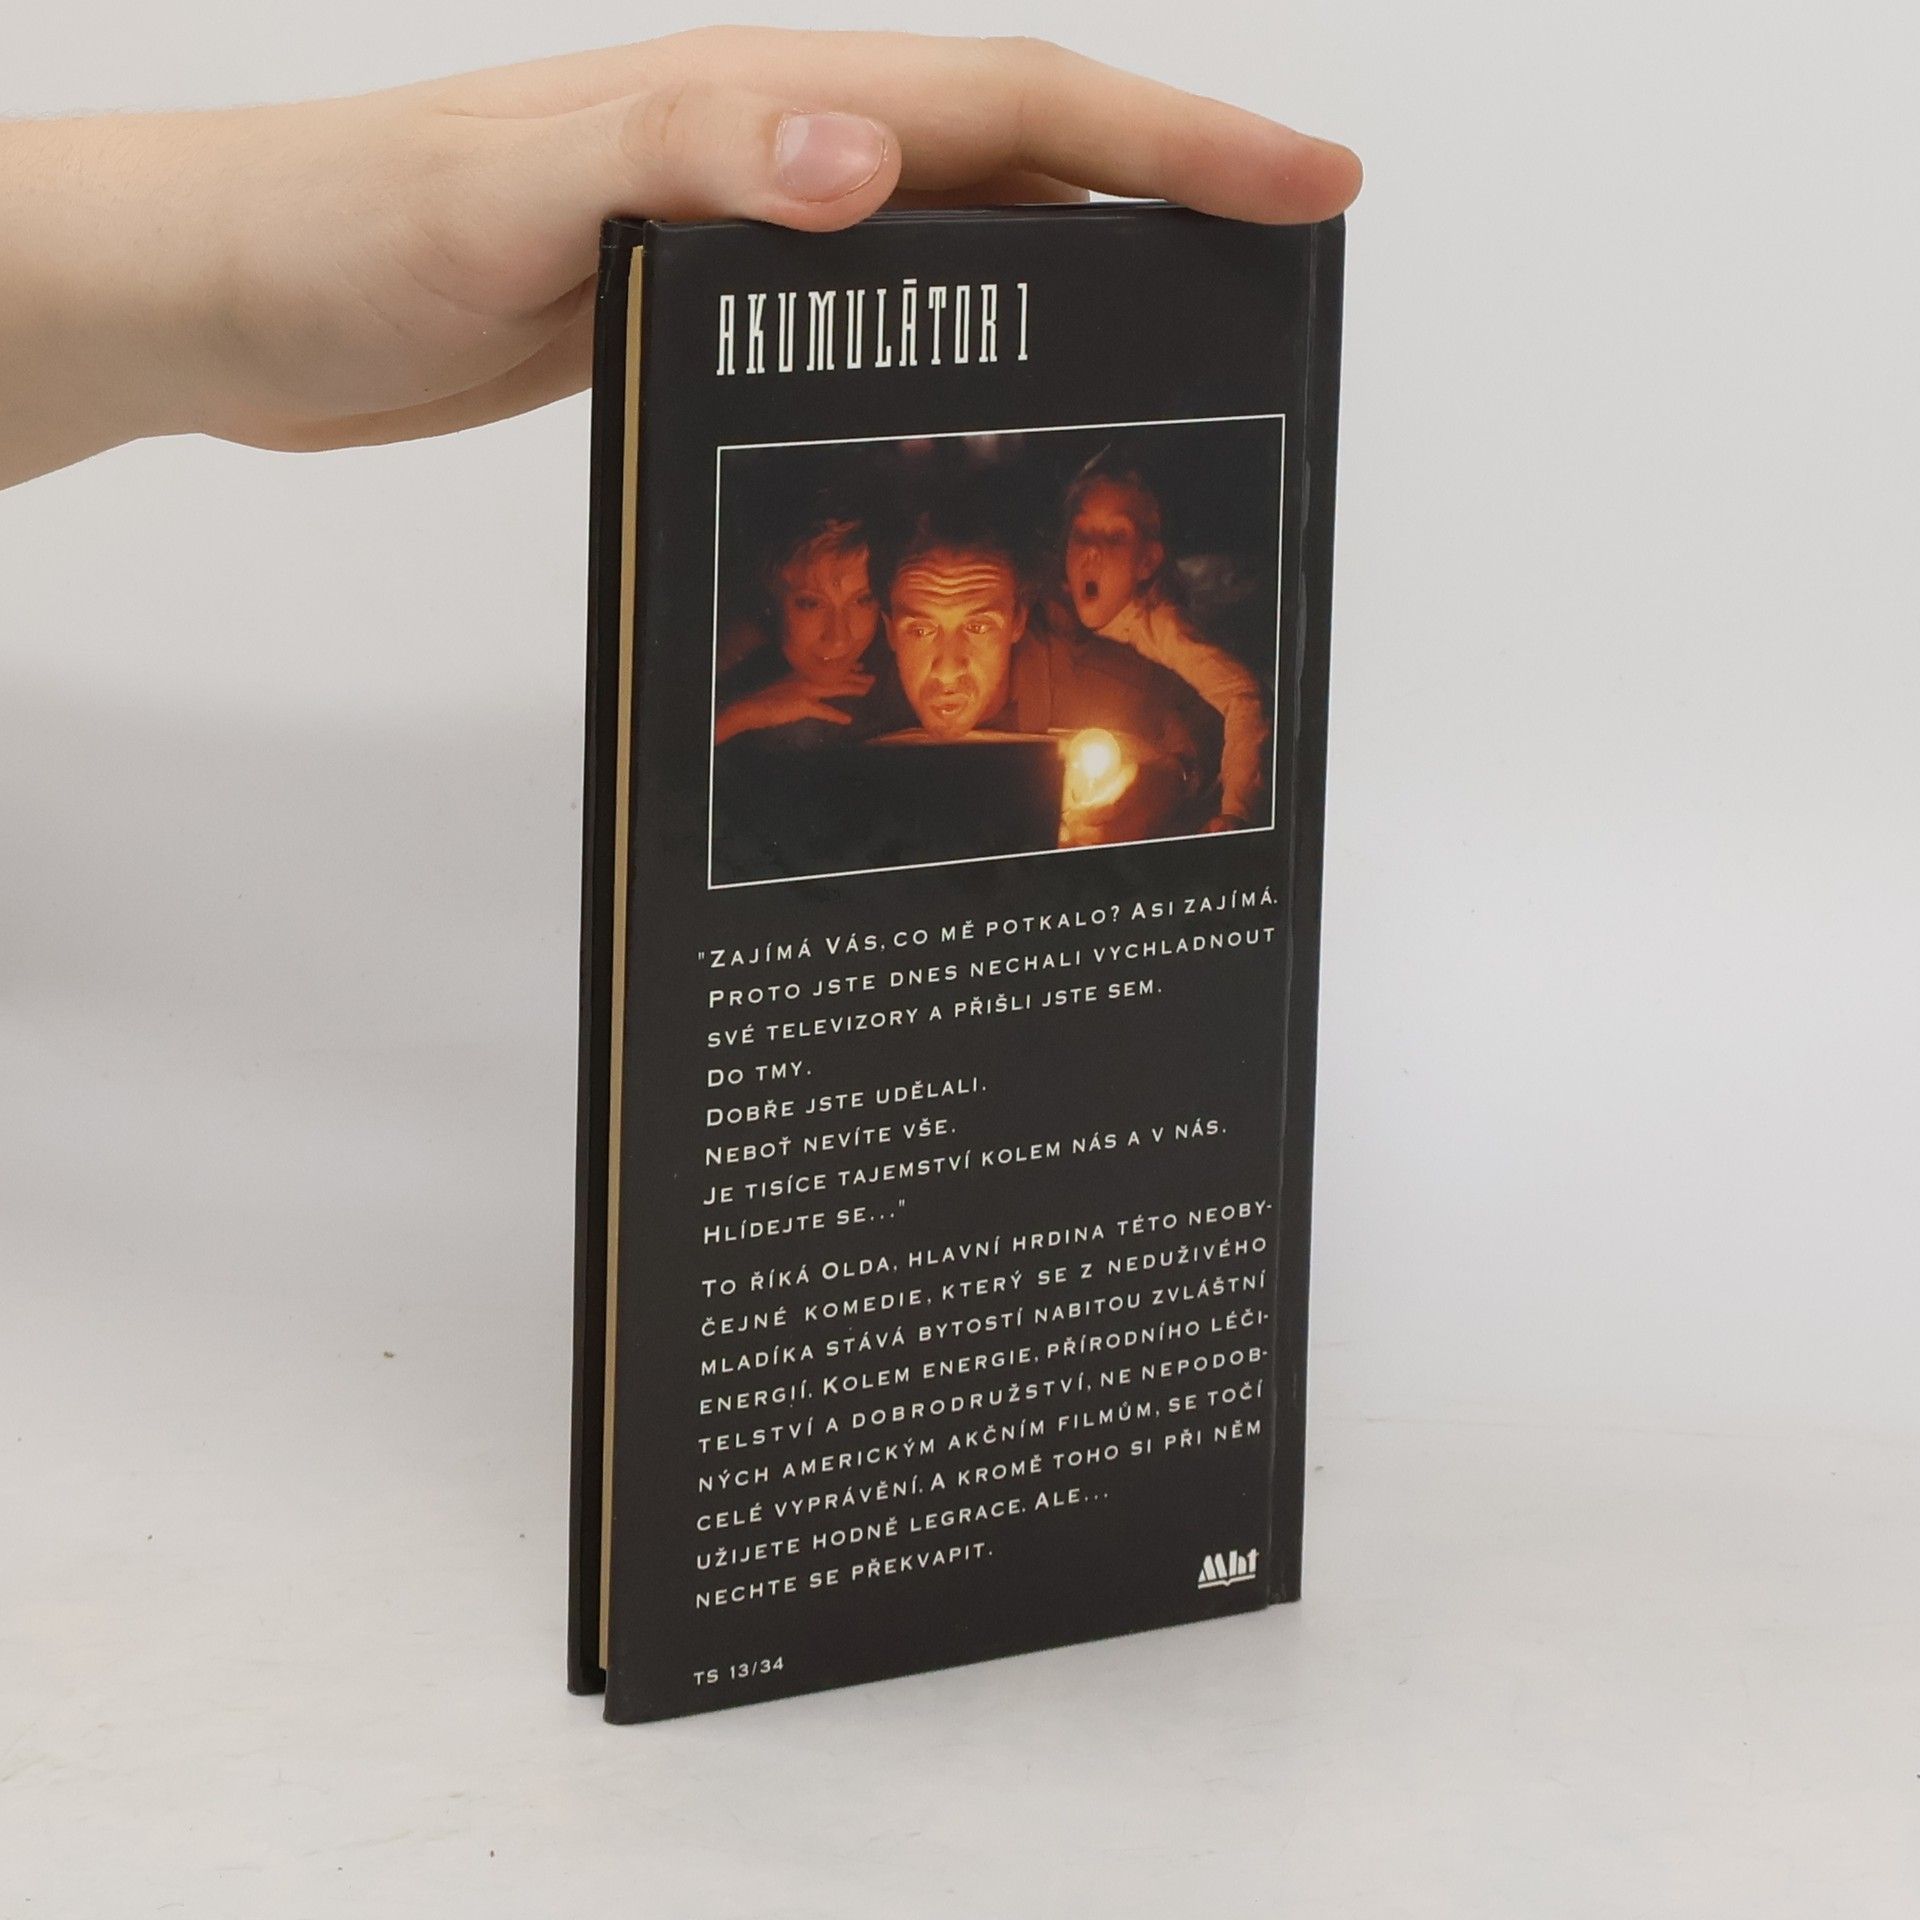 AKUMULÁTOR 1
"ZAJÍMÁ VÁS, CO MĚ POTKALO? ASI ZAJÍMÁ.
PROTO JSTE DNES NECHALI VYCHLADNOUT
SVÉ TELEVIZORY A PŘIŠLI JSTE SEM.
DO TMY.
DOBŘE JSTE UDĚLALI.
NEBOŤ NEVÍTE VŠE.
JE TISÍCE TAJEMSTVÍ KOLEM NÁS A V NÁS.
HLÍDEJTE SE..."
TO ŘÍKÁ OLDA, HLAVNÍ HRDINA TÉTO NEOBY-
ČEJNÉ KOMEDIE, KTERÝ SE Z NEDUŽIVÉHO
MLADÍKA STÁVÁ BYTOSTÍ NABITOU ZVLÁŠTNÍ
ENERGIÍ. KOLEM ENERGIE, PŘÍRODNÍHO LÉČI-
TELSTVÍ A DOBRODRUŽSTVÍ, NE NEPODOB-
NÝCH AMERICKÝM AKČNÍM FILMŮM, SE TOČÍ
CELÉ VYPRÁVĚNÍ. A KROMĚ TOHO SI PŘI NĚM
UŽIJETE HODNĚ LEGRACE. ALE...
NECHTE SE PŘEKVAPIT.
Mht
TS 13/34